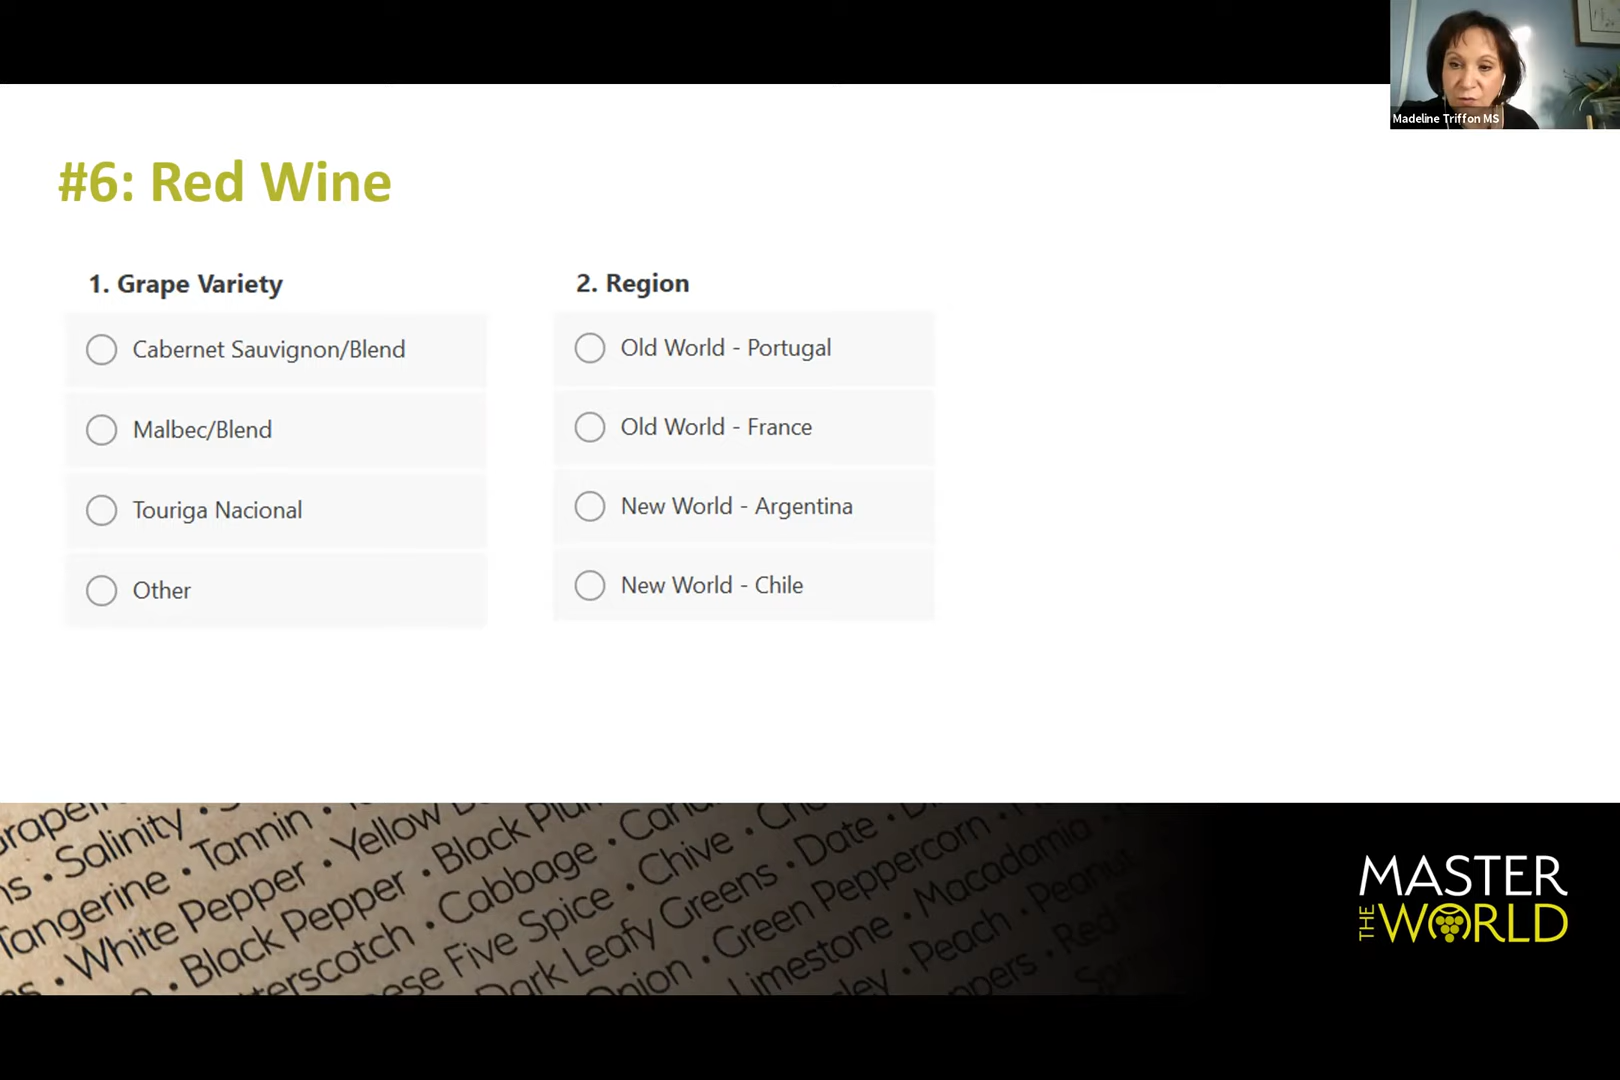 Madeline Triffon MS
#6: Red Wine
1. Grape Variety
Cabernet Sauvignon/Blend
Malbec/Blend
Touriga Nacional
Other
2. Region
Old World - Portugal
Old World - France
New World - Argentina
New World - Chile
Salinity •
Tangerine • Tannin •
• White Pepper • Yellow
• Black Pepper • Black Plum
• Cabbage •
Five Spice • Chive •
Dark Leafy Greens • Date •
Onion • Green Peppercorn •
Limestone • Macadamia
• Peach • Peanut
• Red
MASTER
THE WORLD